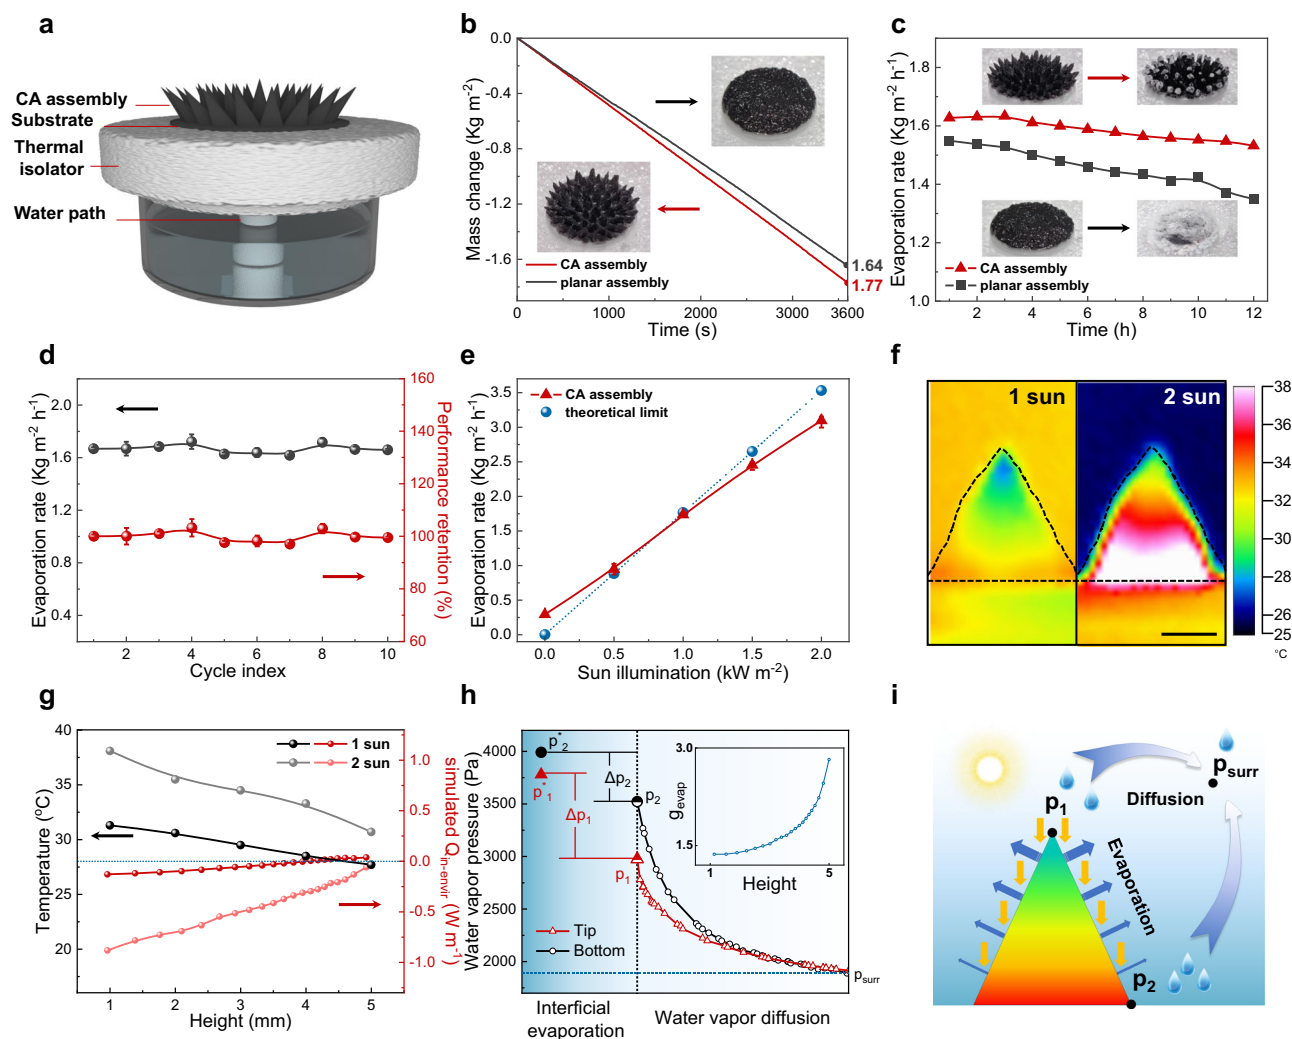 a
CA assembly
Substrate
Thermal
isolator
Water path
b
Mass change (Kg m-2)
0.0
-0.4
-0.8
-1.2
-1.6
1.64
1.77
CA assembly
planar assembly
0
1000
2000
3000
3600
Time (s)
c
Evaporation rate (Kg m-2 h-1)
1.8
1.6
1.4
1.2
1.0
CA assembly
planar assembly
2
4
6
8
10
12
Time (h)
d
Evaporation rate (Kg m-2 h-1)
2.0
1.6
1.2
0.8
0.4
160
140
120
100
80
60
Performance retention (%)
2
4
6
8
10
Cycle index
e
Evaporation rate (Kg m-2 h-1)
3.5
3.0
2.5
2.0
1.5
1.0
0.5
0.0
CA assembly
theoretical limit
0.0
0.5
1.0
1.5
2.0
Sun illumination (kW m-2)
f
1 sun
2 sun
38
36
34
32
30
28
26
25
°C
g
Temperature (oC)
40
35
30
25
20
1 sun
2 sun
1.0
0.5
0.0
-0.5
-1.0
simulated Qin-envir (W m-1)
1
2
3
4
5
Height (mm)
h
Water vapor pressure (Pa)
4000
3500
3000
2500
2000
p*2
p*1
Δp2
Δp1
p2
p1
gevap
3.0
1.5
1
5
Height
Tip
Bottom
psurr
Interficial
evaporation
Water vapor diffusion
i
psurr
Diffusion
p1
Evaporation
p2